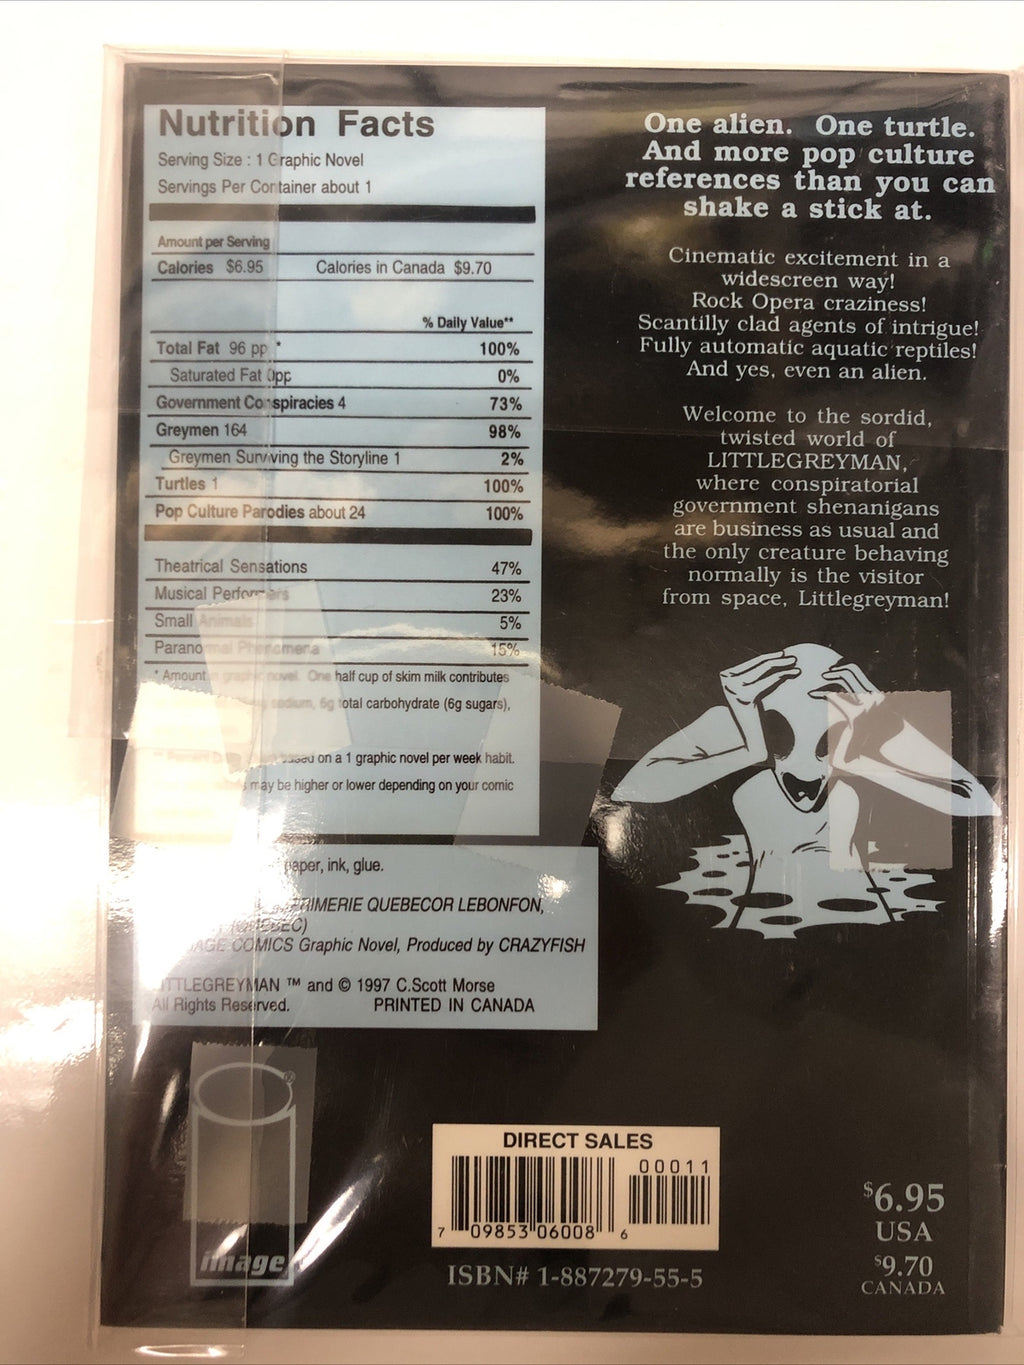 Nutrition Facts
Serving Size : 1 Graphic Novel
Servings Per Container about 1
Amount per Serving
Calories $6.95 Calories in Canada $9.70
% Daily Value**
Total Fat 96 pp * 100%
Saturated Fat 0pp 0%
Government Conspiracies 4 73%
Greymen 164 98%
Greymen Surviving the Storyline 1 2%
Turtles 1 100%
Pop Culture Parodies about 24 100%
Theatrical Sensations 47%
Musical Performers 23%
Small Animals 5%
Paranormal Phenomena 15%
* Amount in graphic novel. One half cup of skim milk contributes
sodium, 6g total carbohydrate (6g sugars),
based on a 1 graphic novel per week habit.
may be higher or lower depending on your comic
paper, ink, glue.
QUEBECOR LEBONFON,
(QUEBEC)
COMICS Graphic Novel, Produced by CRAZYFISH
LITTLEGREYMAN ™ and © 1997 C.Scott Morse
All Rights Reserved. PRINTED IN CANADA
image
One alien. One turtle.
And more pop culture
references than you can
shake a stick at.
Cinematic excitement in a
widescreen way!
Rock Opera craziness!
Scantilly clad agents of intrigue!
Fully automatic aquatic reptiles!
And yes, even an alien.
Welcome to the sordid,
twisted world of
LITTLEGREYMAN,
where conspiratorial
government shenanigans
are business as usual and
the only creature behaving
normally is the visitor
from space, Littlegreyman!
DIRECT SALES
00011
7 09853 06008 6
ISBN# 1-887279-55-5
$6.95
USA
$9.70
CANADA